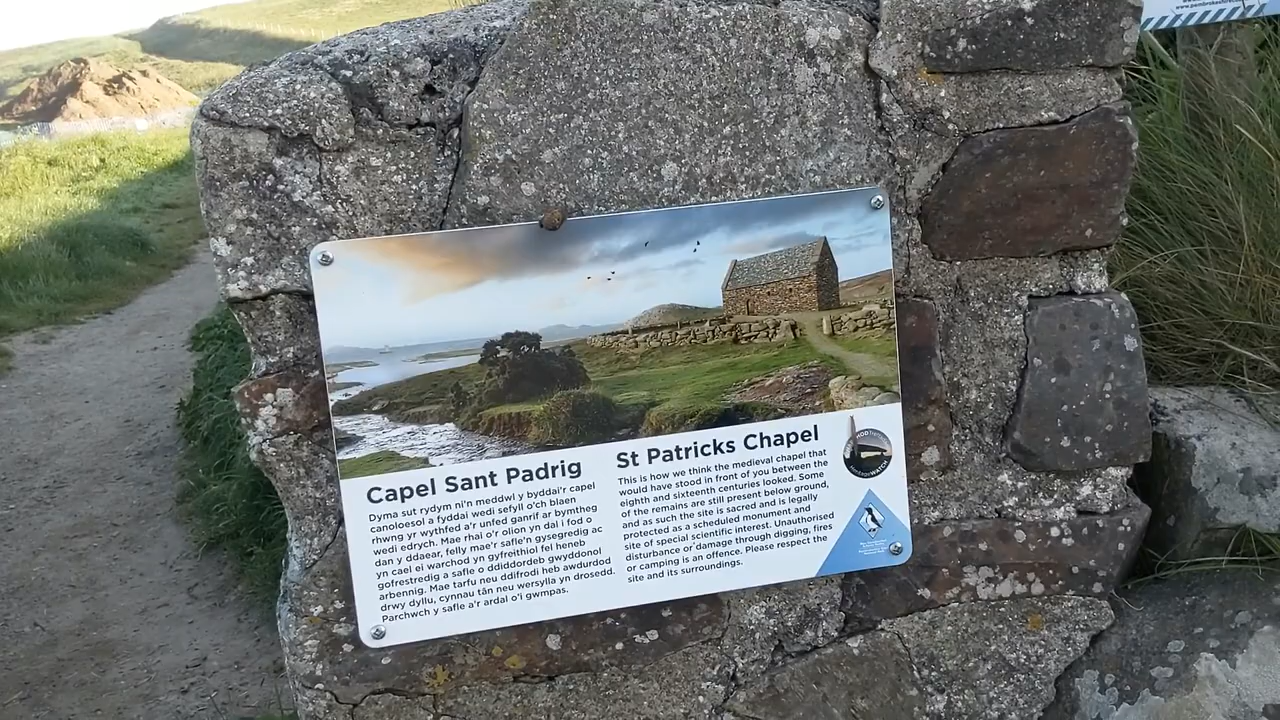 Capel Sant Padrig
Dyma sut rydym ni'n meddwl y byddai'r capel
canoloesol a fyddai wedi sefyll o'ch blaen
rhwng yr wythfed a'r unfed ganrif ar bymtheg
wedi edrych. Mae rhai o'r olion yn dal i fod o
dan y ddaear, felly mae'r safle'n gysegredig ac
yn cael ei warchod yn gyfreithiol fel heneb
gofrestredig a safle o ddiddordeb gwyddonol
arbennig. Mae tarfu neu ddifrodi heb awdurdod
drwy dyllu, cynnau tân neu wersylla yn drosedd.
Parchwch y safle a'r ardal o'i gwmpas.
St Patricks Chapel
This is how we think the medieval chapel that
would have stood in front of you between the
eighth and sixteenth centuries looked. Some
of the remains are still present below ground,
and as such the site is sacred and is legally
protected as a scheduled monument and
site of special scientific interest. Unauthorised
disturbance or damage through digging, fires
or camping is an offence. Please respect the
site and its surroundings.